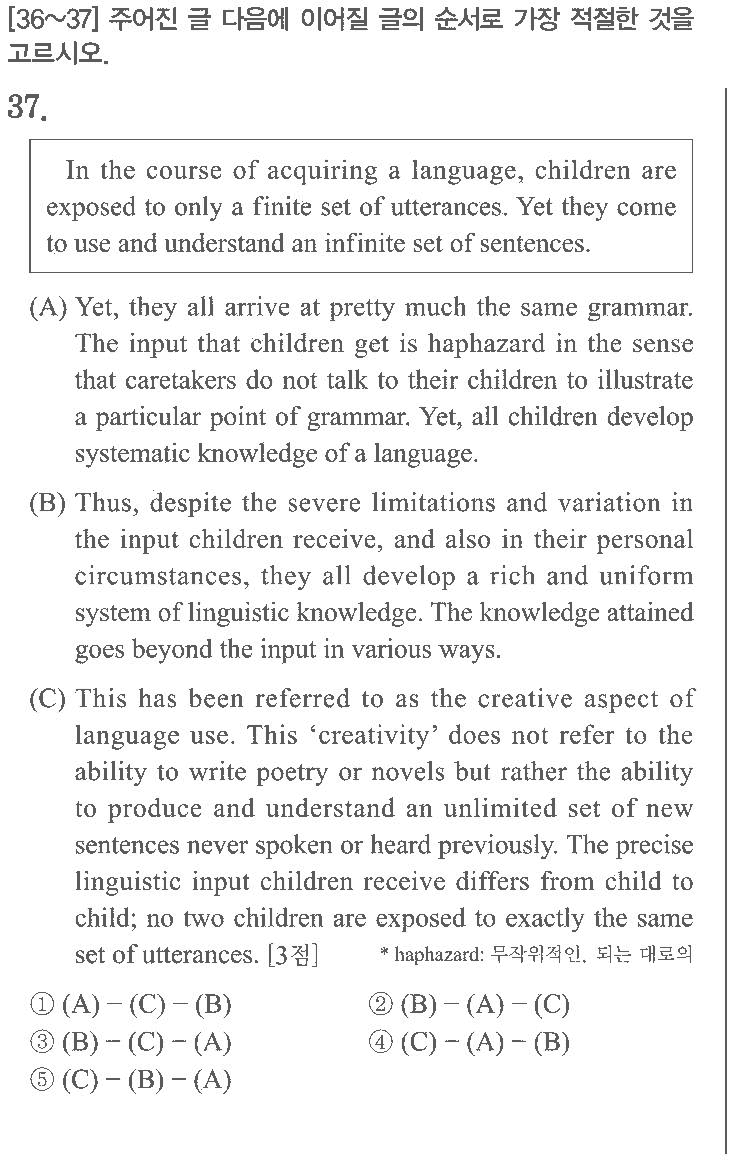 [36~37] 주어진 글 다음에 이어질 글의 순서로 가장 적절한 것을
고르시오.
37.
In the course of acquiring a language, children are
exposed to only a finite set of utterances. Yet they come
to use and understand an infinite set of sentences.
(A) Yet, they all arrive at pretty much the same grammar.
The input that children get is haphazard in the sense
that caretakers do not talk to their children to illustrate
a particular point of grammar. Yet, all children develop
systematic knowledge of a language.
(B) Thus, despite the severe limitations and variation in
the input children receive, and also in their personal
circumstances, they all develop a rich and uniform
system of linguistic knowledge. The knowledge attained
goes beyond the input in various ways.
(C) This has been referred to as the creative aspect of
language use. This ‘creativity’ does not refer to the
ability to write poetry or novels but rather the ability
to produce and understand an unlimited set of new
sentences never spoken or heard previously. The precise
linguistic input children receive differs from child to
child; no two children are exposed to exactly the same
set of utterances. [3점] * haphazard: 무작위적인, 되는 대로의
① (A) － (C) － (B) ② (B) － (A) － (C)
③ (B) － (C) － (A) ④ (C) － (A) － (B)
⑤ (C) － (B) － (A)